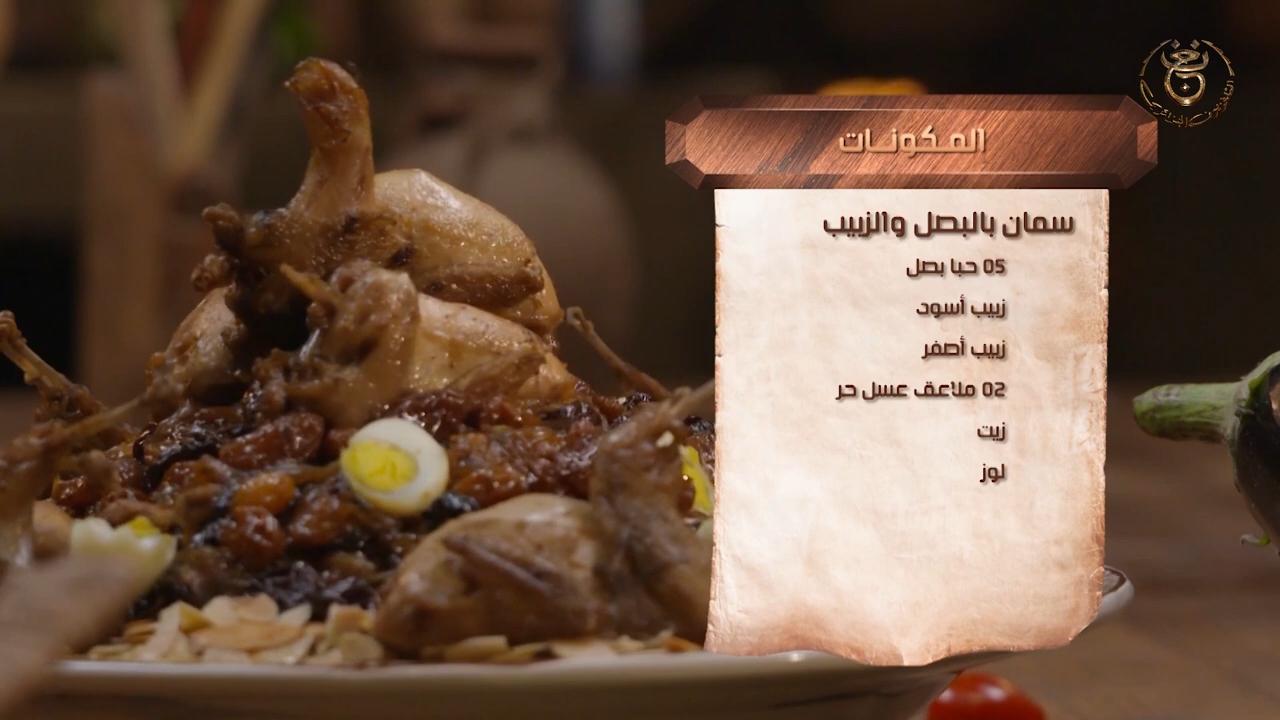 المكونات
سمان بالبصل والزبيب
05 حبا بصل
زبيب أسود
زبيب أصفر
02 ملاعق عسل حر
زيت
لوز